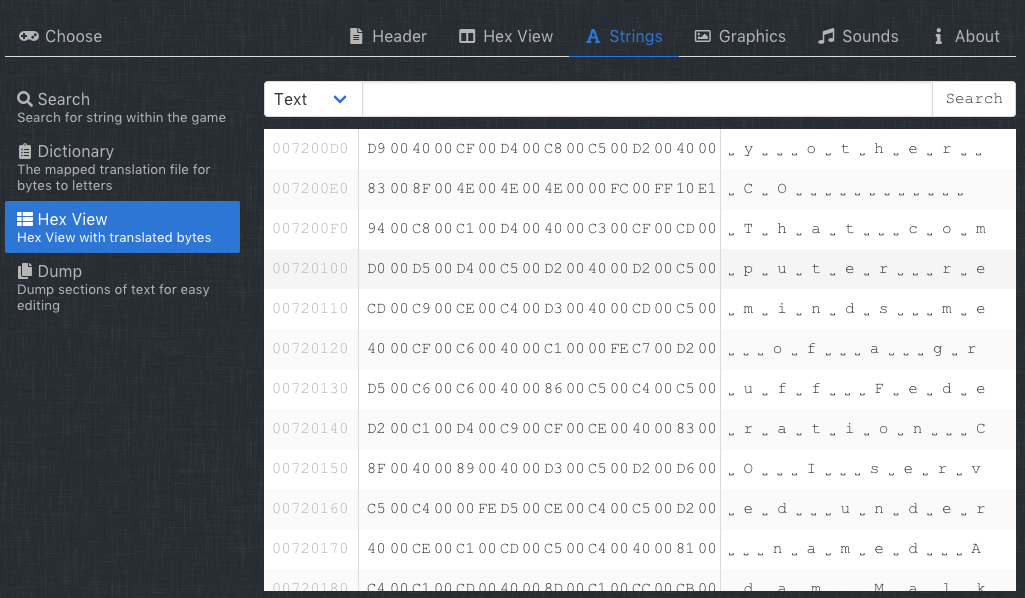 Choose Header Hex View Strings Graphics Sounds About
Search
Search for string within the game
Dictionary
The mapped translation file for
bytes to letters
Hex View
Hex View with translated bytes
Dump
Dump sections of text for easy
editing
Text Search
007200D0 D9 00 40 00 CF 00 D4 00 C8 00 C5 00 D2 00 40 00 ˽ y ˽ ˽ ˽ o ˽ t ˽ h ˽ e ˽ r ˽ ˽
007200E0 83 00 8F 00 4E 00 4E 00 4E 00 00 FC 00 FF 10 E1 ˽ C ˽ O ˽ ˽ ˽ ˽ ˽ ˽ ˽ ˽ ˽ ˽ ˽ ˽
007200F0 94 00 C8 00 C1 00 D4 00 40 00 C3 00 CF 00 CD 00 ˽ T ˽ h ˽ a ˽ t ˽ ˽ ˽ c ˽ o ˽ m
00720100 D0 00 D5 00 D4 00 C5 00 D2 00 40 00 D2 00 C5 00 ˽ p ˽ u ˽ t ˽ e ˽ r ˽ ˽ ˽ r ˽ e
00720110 CD 00 C9 00 CE 00 C4 00 D3 00 40 00 CD 00 C5 00 ˽ m ˽ i ˽ n ˽ d ˽ s ˽ ˽ ˽ m ˽ e
00720120 40 00 CF 00 C6 00 40 00 C1 00 00 FE C7 00 D2 00 ˽ ˽ ˽ o ˽ f ˽ ˽ ˽ a ˽ ˽ ˽ g ˽ r
00720130 D5 00 C6 00 C6 00 40 00 86 00 C5 00 C4 00 C5 00 ˽ u ˽ f ˽ f ˽ ˽ ˽ F ˽ e ˽ d ˽ e
00720140 D2 00 C1 00 D4 00 C9 00 CF 00 CE 00 40 00 83 00 ˽ r ˽ a ˽ t ˽ i ˽ o ˽ n ˽ ˽ ˽ C
00720150 8F 00 40 00 89 00 40 00 D3 00 C5 00 D2 00 D6 00 ˽ O ˽ ˽ ˽ I ˽ ˽ ˽ s ˽ e ˽ r ˽ v
00720160 C5 00 C4 00 00 FE D5 00 CE 00 C4 00 C5 00 D2 00 ˽ e ˽ d ˽ ˽ ˽ u ˽ n ˽ d ˽ e ˽ r
00720170 40 00 CE 00 C1 00 CD 00 C5 00 C4 00 40 00 81 00 ˽ ˽ ˽ n ˽ a ˽ m ˽ e ˽ d ˽ ˽ ˽ A
00720180 C4 00 C1 00 CD 00 40 00 8D 00 C1 00 CC 00 CB 00 d a m M a l k